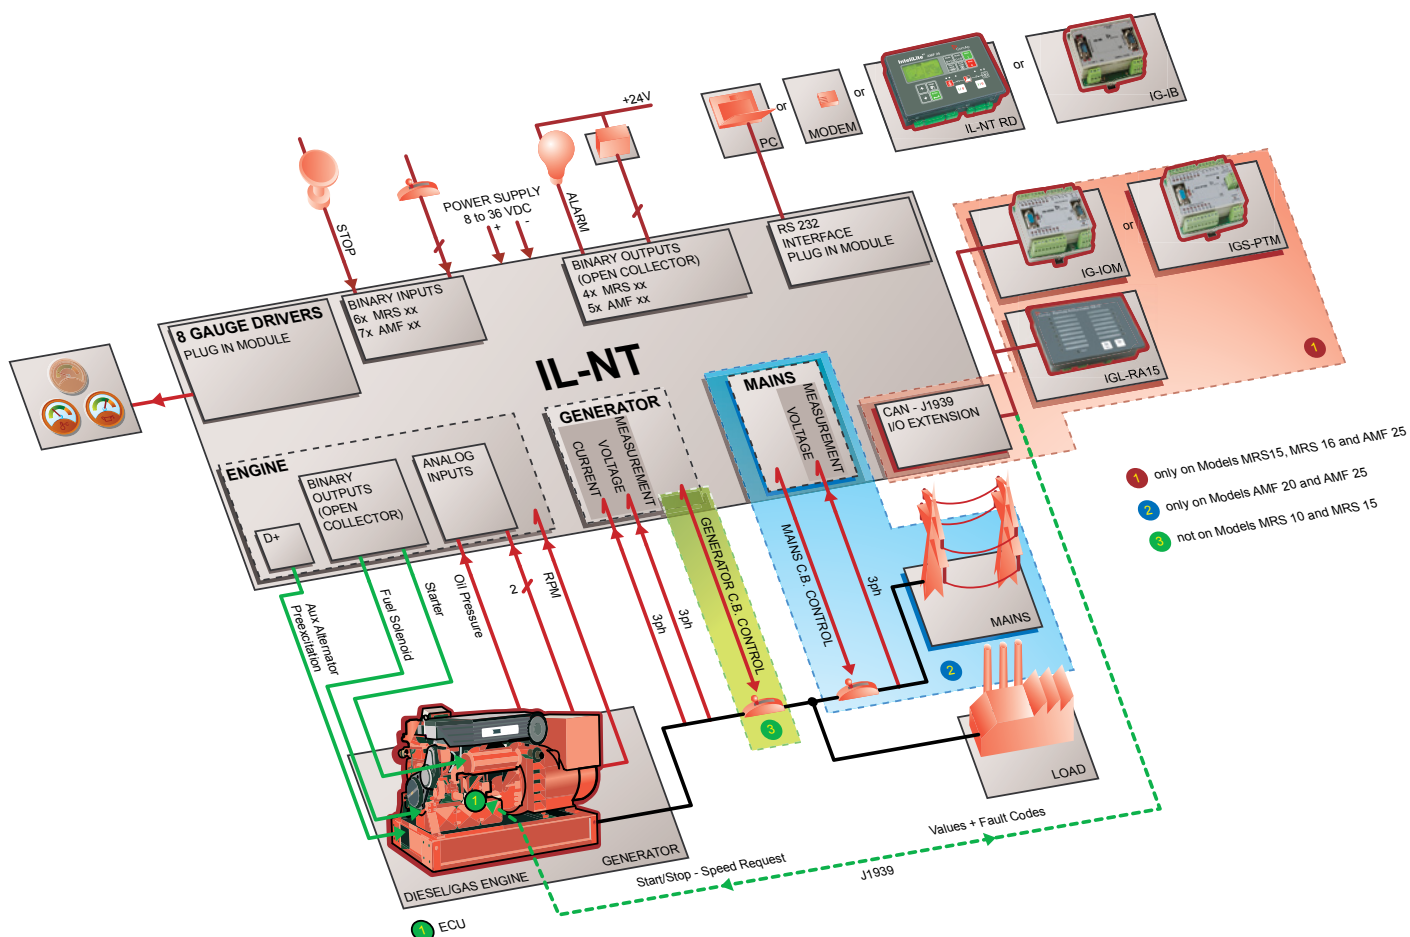 +24V
PC
or
MODEM
or
IL-NT RD
or
IG-IB
STOP
POWER SUPPLY
8 to 36 VDC
+ -
ALARM
BINARY INPUTS
6x MRS xx
7x AMF xx
BINARY OUTPUTS
(OPEN COLLECTOR)
4x MRS xx
5x AMF xx
RS 232
INTERFACE
PLUG IN MODULE
IG-IOM
or
IGS-PTM
IGL-RA15
1
8 GAUGE DRIVERS
PLUG IN MODULE
IL-NT
ENGINE
D+
BINARY
OUTPUTS
(OPEN
COLLECTOR)
ANALOG
INPUTS
GENERATOR
CURRENT
VOLTAGE
MEASUREMENT
MAINS
VOLTAGE
MEASUREMENT
CAN - J1939
I/O EXTENSION
1 only on Models MRS15, MRS 16 and AMF 25
2 only on Models AMF 20 and AMF 25
3 not on Models MRS 10 and MRS 15
Aux Alternator
Preexcitation
Fuel Solenoid
Starter
Oil Pressure
2
RPM
3ph
3ph
GENERATOR C.B. CONTROL
MAINS C.B. CONTROL
3ph
MAINS
2
3
LOAD
1
GENERATOR
DIESEL/GAS ENGINE
1 ECU
Values + Fault Codes
Start/Stop - Speed Request
J1939